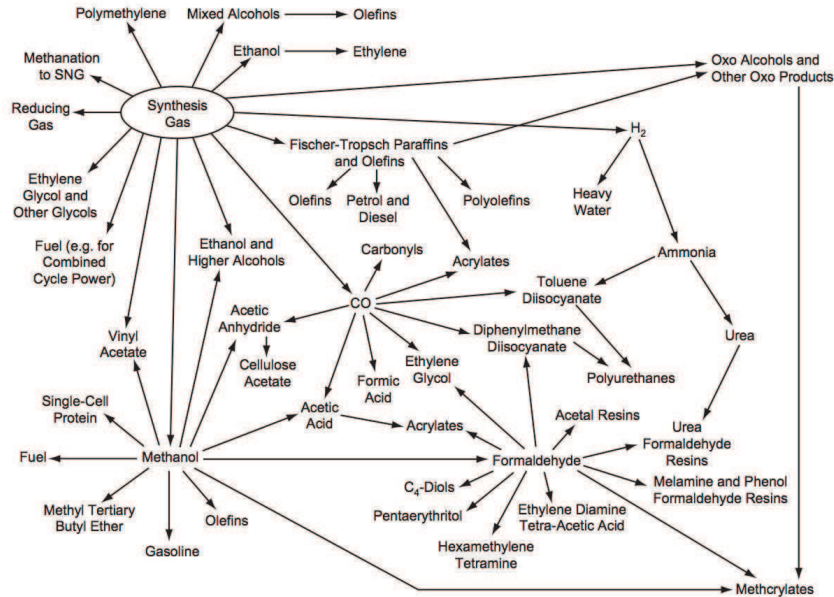 Polymethylene
Mixed Alcohols
Olefins
Ethanol
Ethylene
Methanation
to SNG
Oxo Alcohols and
Other Oxo Products
Synthesis
Gas
Reducing
Gas
H2
Fischer-Tropsch Paraffins
and Olefins
Ethylene
Glycol and
Other Glycols
Olefins
Petrol and
Diesel
Polyolefins
Heavy
Water
Fuel (e.g. for
Combined
Cycle Power)
Ethanol and
Higher Alcohols
Carbonyls
Acrylates
Ammonia
Toluene
Diisocyanate
CO
Acetic
Anhydride
Diphenylmethane
Diisocyanate
Urea
Vinyl
Acetate
Cellulose
Acetate
Ethylene
Glycol
Formic
Acid
Polyurethanes
Single-Cell
Protein
Acetic
Acid
Acrylates
Acetal Resins
Urea
Formaldehyde
Resins
Fuel
Methanol
Formaldehyde
C4-Diols
Melamine and Phenol
Formaldehyde Resins
Methyl Tertiary
Butyl Ether
Olefins
Pentaerythritol
Ethylene Diamine
Tetra-Acetic Acid
Gasoline
Hexamethylene
Tetramine
Methcrylates